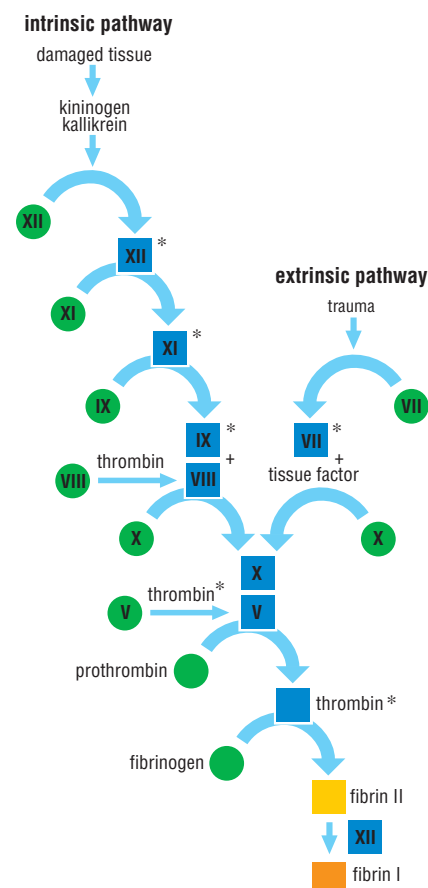 intrinsic pathway
damaged tissue
kininogen
kallikrein
XII
XII *
extrinsic pathway
XI
trauma
XI *
IX
VII
IX *
+
VII *
+
thrombin
VIII
VIII
tissue factor
X
X
X
thrombin*
V
V
prothrombin
thrombin *
fibrinogen
fibrin II
XII
fibrin I